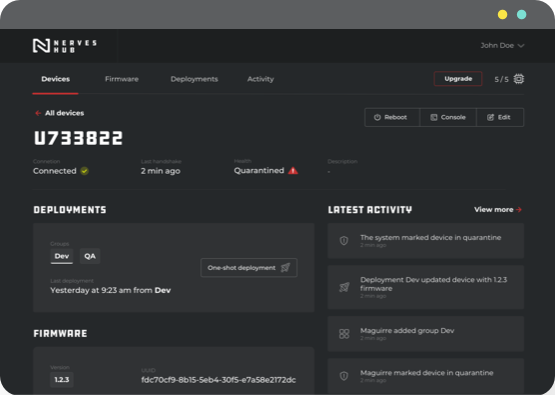 NERVES
HUB
John Doe
Devices Firmware Deployments Activity Upgrade 5/5
All devices
Reboot Console Edit
U733822
Connection Last handshake Health Description
Connected 2 min ago Quarantined -
DEPLOYMENTS
Groups
Dev QA
One-shot deployment
Last deployment
Yesterday at 9:23 am from Dev
FIRMWARE
Version UUID
1.2.3 fdc70cf9-8b15-5eb4-30f5-e7a58e2172dc
LATEST ACTIVITY View more
The system marked device in quarantine
2 min ago
Deployment Dev updated device with 1.2.3
firmware
2 min ago
Maguirre added group Dev
2 min ago
Maguirre marked device in quarantine
2 min ago